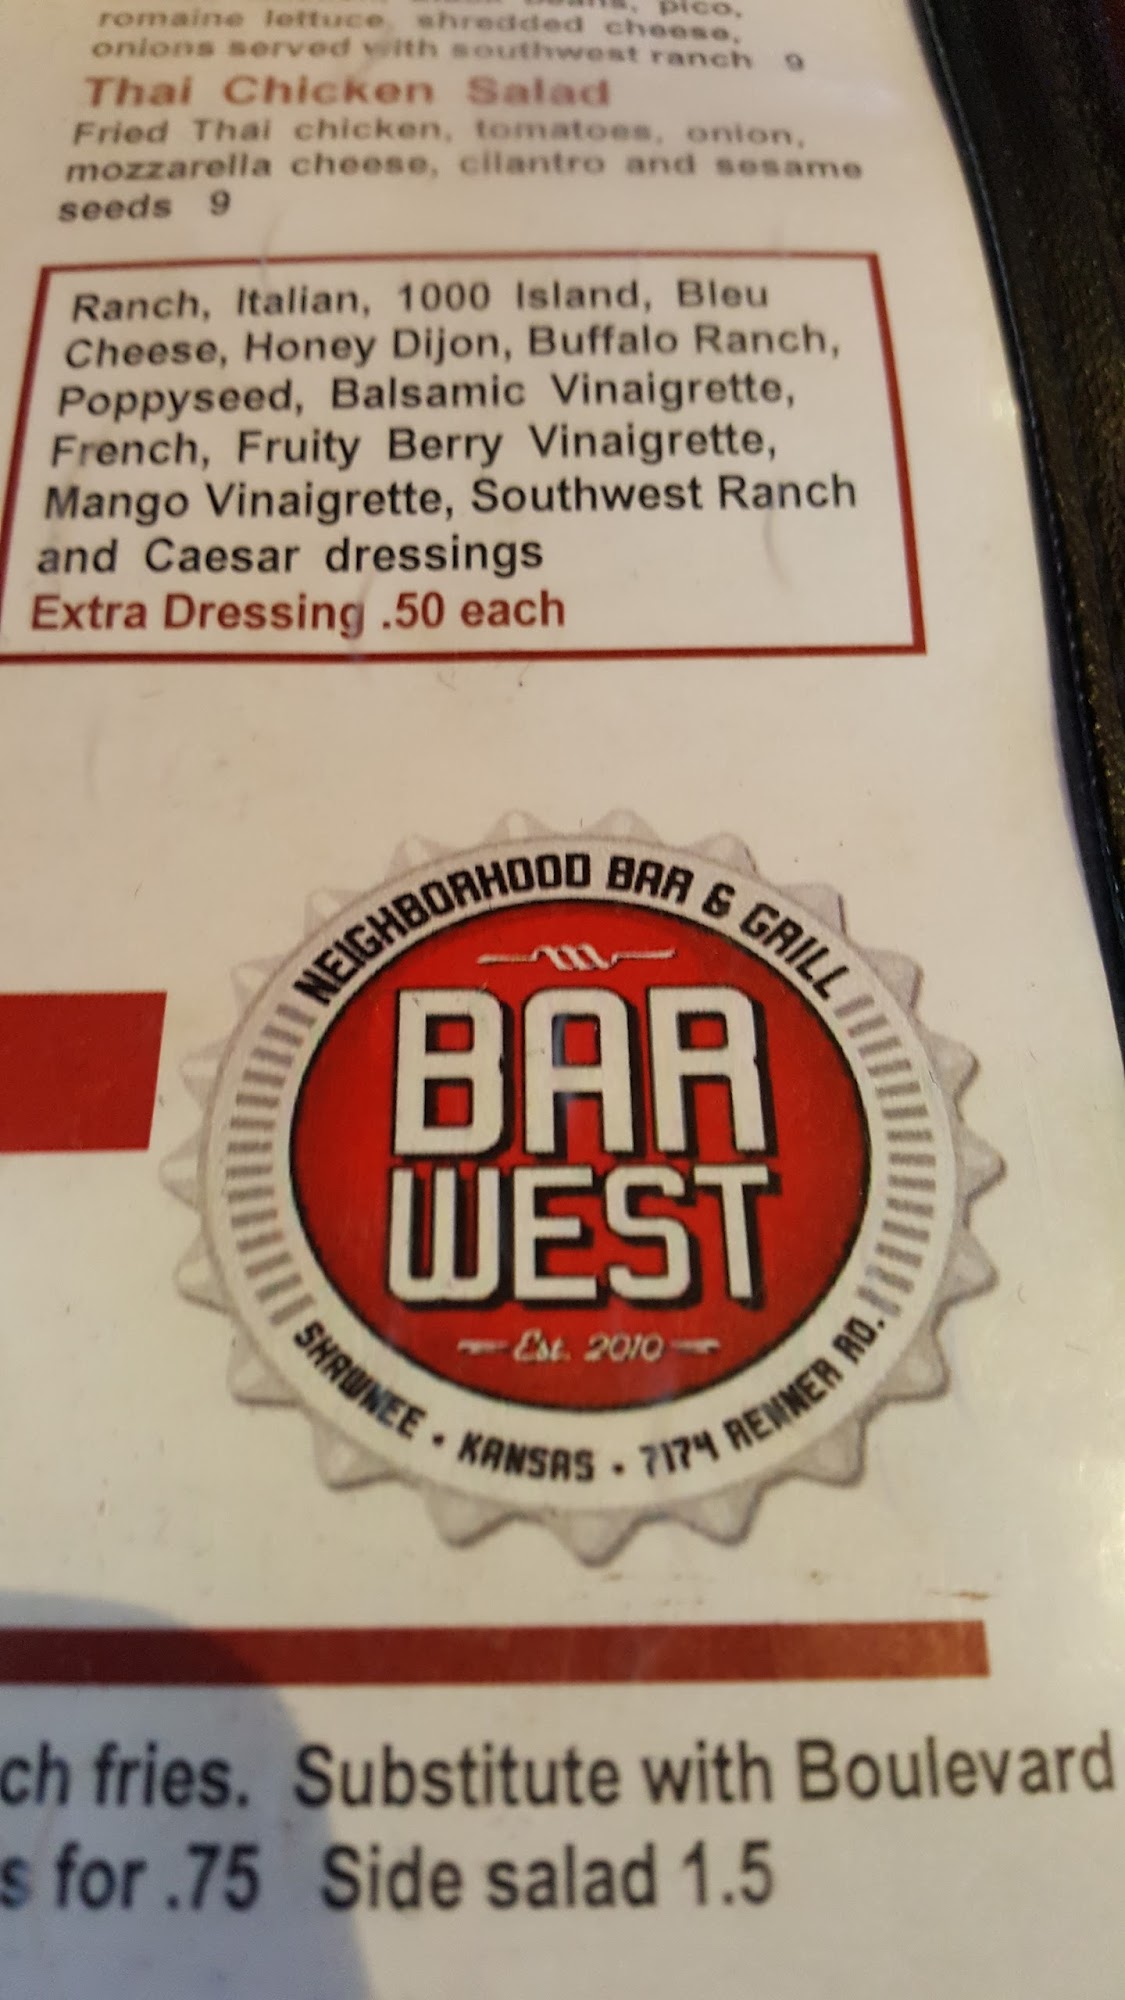 pico,
romaine lettuce, shredded cheese,
onions served with southwest ranch 9
Thai Chicken Salad
Fried Thai chicken, tomatoes, onion,
mozzarella cheese, cilantro and sesame
seeds 9
Ranch, Italian, 1000 Island, Bleu
Cheese, Honey Dijon, Buffalo Ranch,
Poppyseed, Balsamic Vinaigrette,
French, Fruity Berry Vinaigrette,
Mango Vinaigrette, Southwest Ranch
and Caesar dressings
Extra Dressing .50 each
NEIGHBORHOOD BAR & GRILL
BAR
WEST
Est. 2010
SHAWNEE • KANSAS • 7174 RENNER RD.
ch fries. Substitute with Boulevard
s for .75 Side salad 1.5